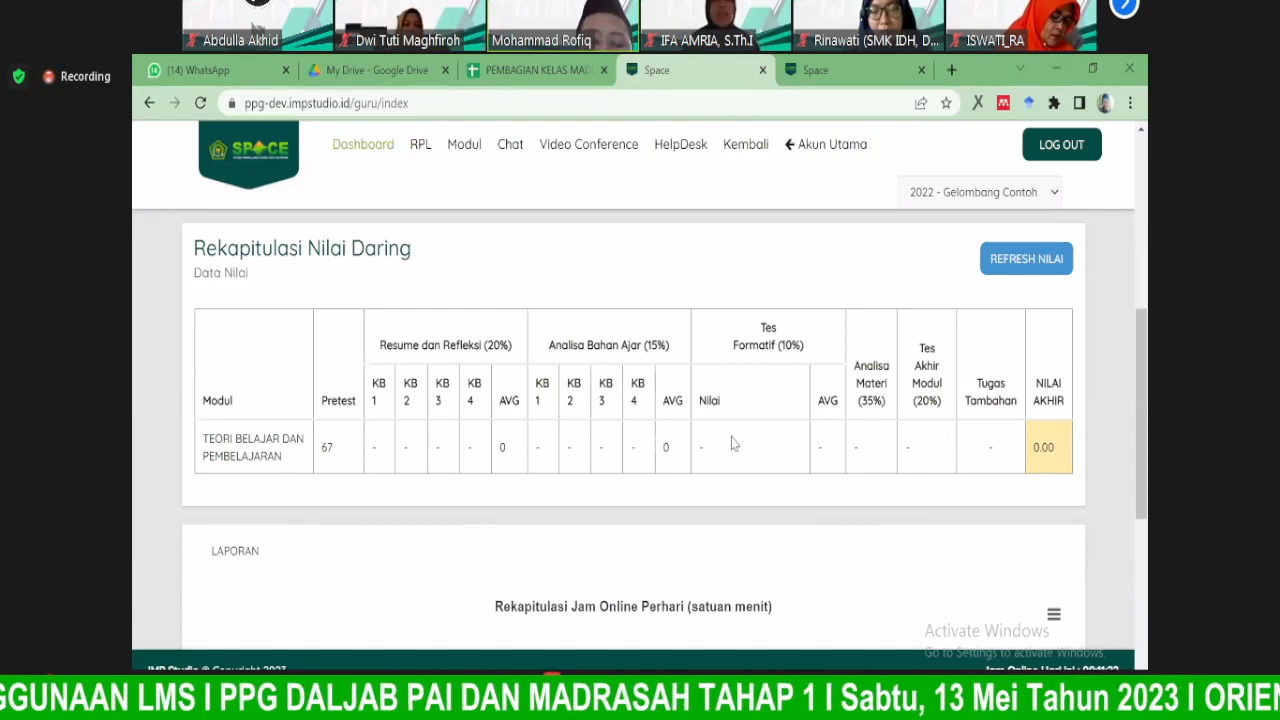 Abdulla Akhid
Dwi Tuti Maghfiroh
Mohammad Rofiq
IFA AMRIA, S.Th.I
Rinawati (SMK IDH, D...
ISWATI_RA
Recording
(14) WhatsApp
My Drive - Google Drive
PEMBAGIAN KELAS MAD
Space
Space
ppg-dev.impstudio.id/guru/index
SPACE
Dashboard
RPL
Modul
Chat
Video Conference
HelpDesk
Kembali
Akun Utama
LOG OUT
2022 - Gelombang Contoh
Rekapitulasi Nilai Daring
Data Nilai
REFRESH NILAI
Modul
Pretest
Resume dan Refleksi (20%)
KB 1
KB 2
KB 3
KB 4
AVG
Analisa Bahan Ajar (15%)
KB 1
KB 2
KB 3
KB 4
AVG
Tes
Formatif (10%)
Nilai
AVG
Analisa
Materi
(35%)
Tes
Akhir
Modul
(20%)
Tugas
Tambahan
NILAI
AKHIR
TEORI BELAJAR DAN
PEMBELAJARAN
67 - - - - 0 - - - - 0 - - - - - 0.00
LAPORAN
Rekapitulasi Jam Online Perhari (satuan menit)
Activate Windows
Go to Settings to activate Windows.
GGUNAAN LMS I PPG DALJAB PAI DAN MADRASAH TAHAP 1 I Sabtu, 13 Mei Tahun 2023 I ORIEN